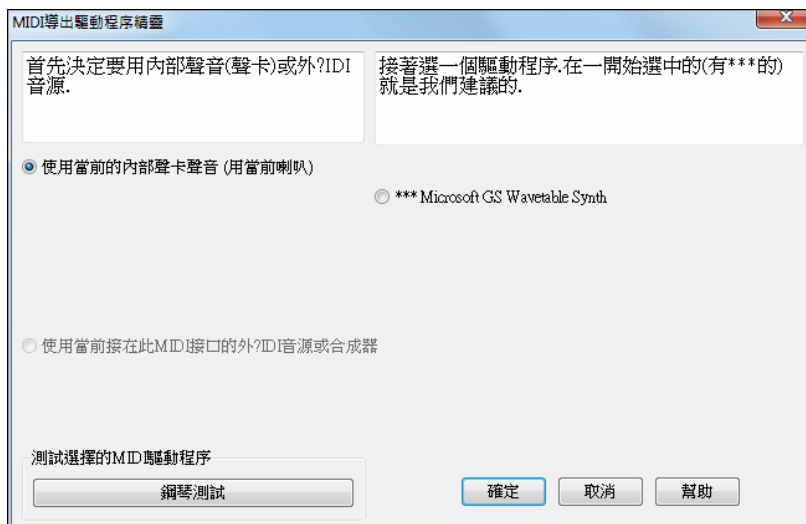 MIDI導出驅動程序精靈
首先決定要用內部聲音(聲卡)或外?IDI
音源.
接著選一個驅動程序.在一開始選中的(有***的)
就是我們建議的.
使用當前的內部聲卡聲音 (用當前喇叭)
*** Microsoft GS Wavetable Synth
使用當前接在此MIDI接口的外?IDI音源或合成器
測試選擇的MIDI驅動程序
鋼琴測試
確定
取消
幫助